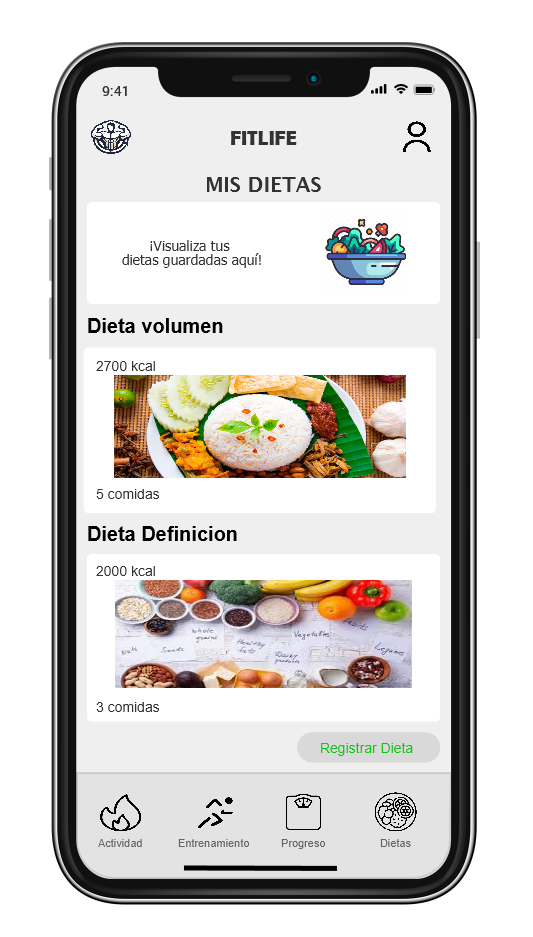 9:41
FITLIFE
MIS DIETAS
¡Visualiza tus
dietas guardadas aquí!
Dieta volumen
2700 kcal
5 comidas
Dieta Definicion
2000 kcal
whole
grains
Vegetables
Fruits
Nuts
Seeds
Healthy
fats
Dairy
Legumes
3 comidas
Registrar Dieta
Actividad
Entrenamiento
Progreso
Dietas